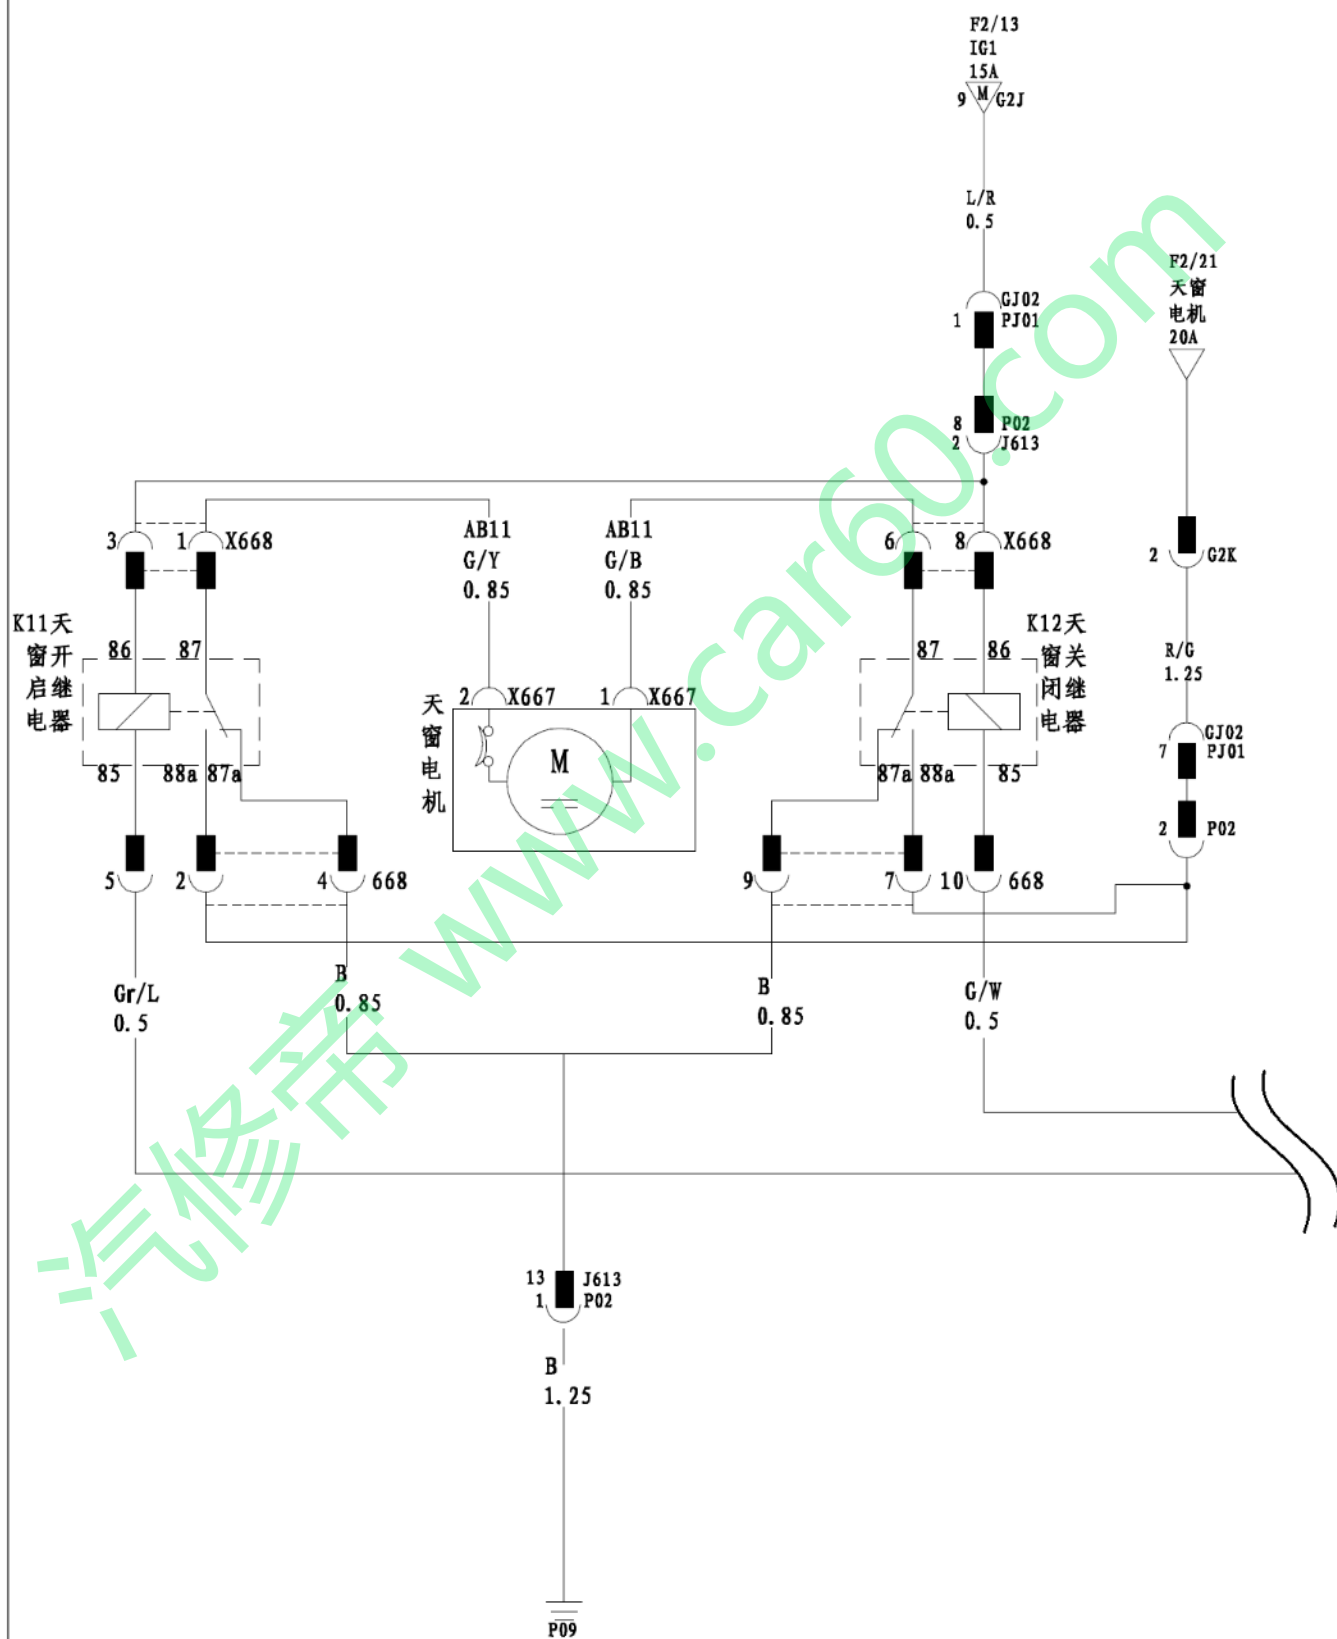 F2/13
IG1
15A
9
M
G2J
L/R
0.5
GJ02
1
PJ01
8
P02
2
J613
F2/21
天窗
电机
20A
3
1
X668
AB11
G/Y
0.85
AB11
G/B
0.85
6
8
X668
2
G2K
K11天
窗开
启继
电器
86
87
K12天
窗关
闭继
电器
87
86
R/G
1.25
天
窗
电
机
2
X667
1
X667
M
GJ02
7
PJ01
85
88a
87a
87a
88a
85
2
P02
5
2
4
668
9
7
10
668
Gr/L
0.5
B
0.85
B
0.85
G/W
0.5
13
J613
1
P02
B
1.25
P09
汽修帝 www.car60.com